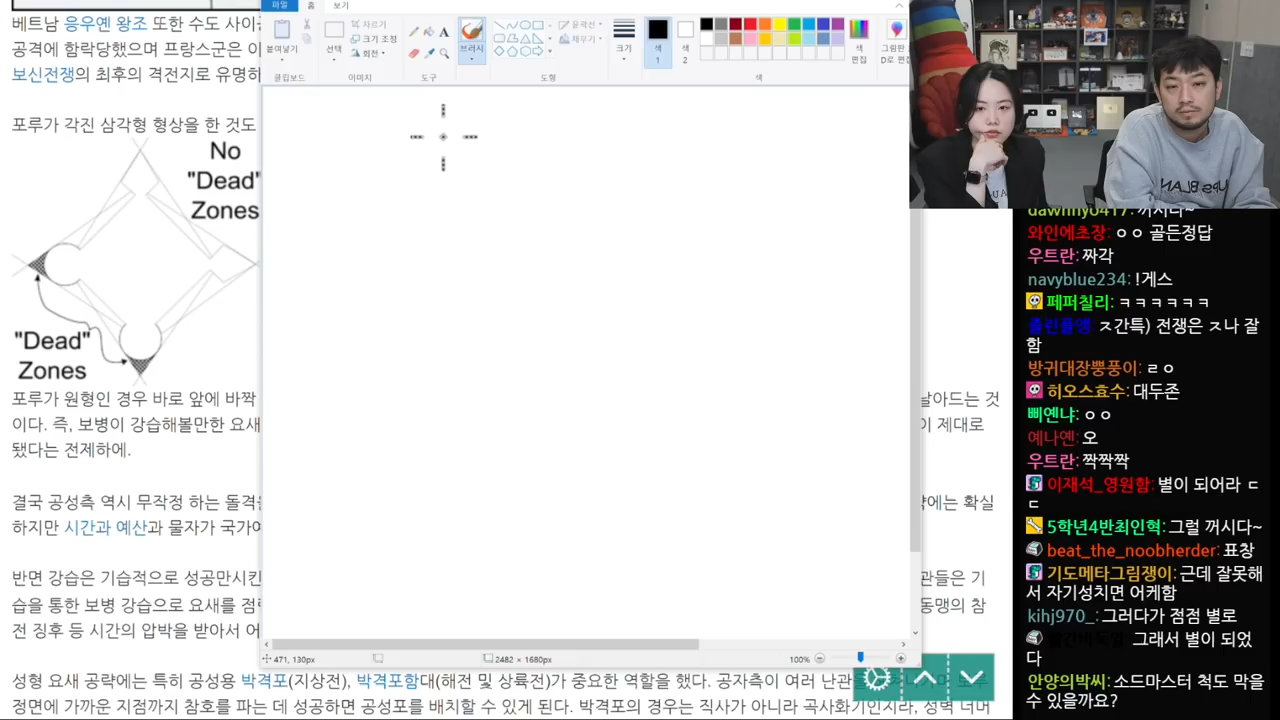 베트남 응우옌 왕조 또한 수도 사이공
공격에 함락당했으며 프랑스군은 이
보신전쟁의 최후의 격전지로 유명하
포루가 각진 삼각형 형상을 한 것도
No
"Dead"
Zones
"Dead"
Zones
포루가 원형인 경우 바로 앞에 바짝
날아드는 것
이다. 즉, 보병이 강습해볼만한 요새
이 제대로
됐다는 전제하에.
결국 공성측 역시 무작정 하는 돌격을
약에는 확실
하지만 시간과 예산과 물자가 국가에
반면 강습은 기습적으로 성공만시킨
관들은 기
습을 통한 보병 강습으로 요새를 점령
동맹의 참
전 징후 등 시간의 압박을 받아서 어
성형 요새 공략에는 특히 공성용 박격포(지상전), 박격포함대(해전 및 상륙전)가 중요한 역할을 했다. 공자측이 여러 난관을
정면에 가까운 지점까지 참호를 파는 데 성공하면 공성포를 배치할 수 있게 된다. 박격포의 경우는 직사가 아니라 곡사화기인지라, 성벽 너머
파일
홈
보기
붙여넣기
선택
자르기
크기 조정
회전
브러시
윤곽선
채우기
크기
색
1
색
2
색
편집
그림판 3
D로 편집
클립보드
이미지
도구
도형
색
471, 130px
2482 × 1680px
100%
dawnhyo417: 꺼지다~
와인에초장: ㅇㅇ 골든정답
우트란: 짜각
navyblue234: !게스
페퍼칠리: ㅋㅋㅋㅋㅋㅋ
ㅈ간특) 전쟁은 ㅈ나 잘
함
방귀대장뿡풍이: ㄹㅇ
히오스효수: 대두존
삐옌냐: ㅇㅇ
예나옌: 오
우트란: 짝짝짝
이재석_영원함: 별이 되어라 ㄷ
ㄷ
5학년4반최인혁: 그럴 꺼시다~
beat_the_noobherder: 표창
기도메타그림쟁이: 근데 잘못해
서 자기성치면 어케함
kihj970_: 그러다가 점점 별로
그래서 별이 되었
다
안양의박씨: 소드마스터 척도 막을
수 있을까요?